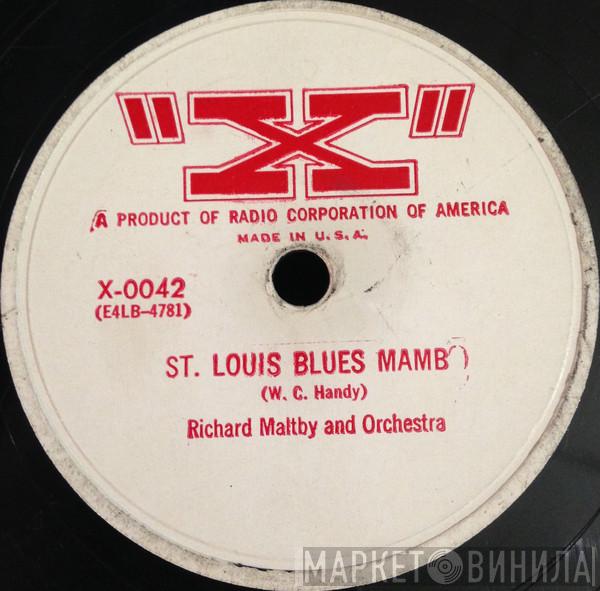 "X"
A PRODUCT OF RADIO CORPORATION OF AMERICA
MADE IN U.S.A.
X-0042
(E4LB-4781)
ST. LOUIS BLUES MAMBO
(W. C. Handy)
Richard Maltby and Orchestra
МАРКЕТ ВИНИЛА